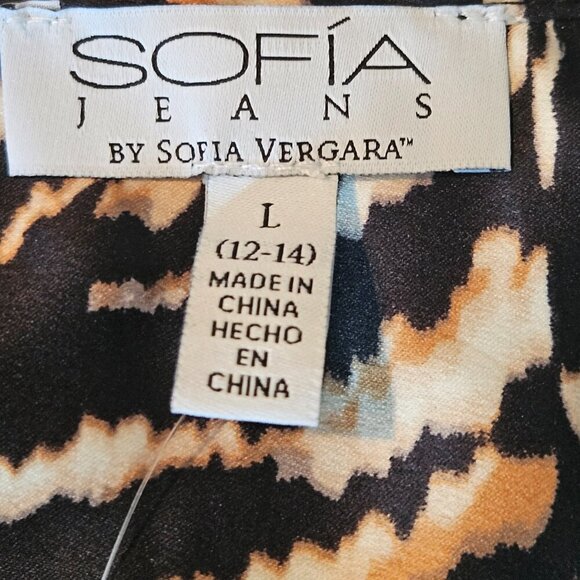 SOFÍA
JEANS
BY SOFIA VERGARA™
L
(12-14)
MADE IN
CHINA
HECHO
EN
CHINA